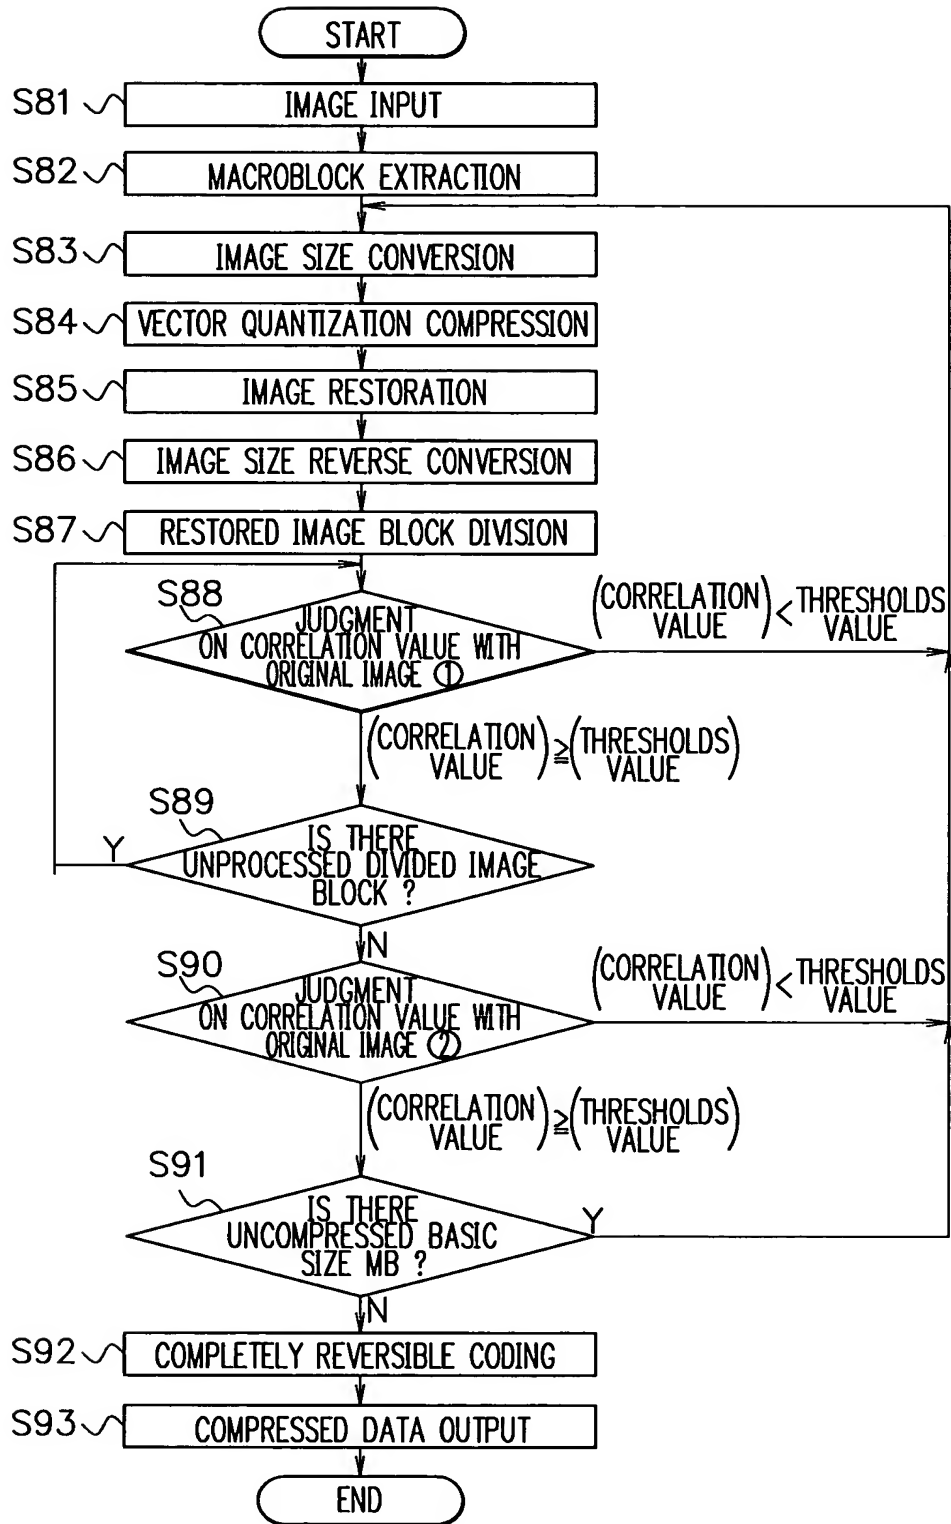 START
S81
IMAGE INPUT
S82
MACROBLOCK EXTRACTION
S83
IMAGE SIZE CONVERSION
S84
VECTOR QUANTIZATION COMPRESSION
S85
IMAGE RESTORATION
S86
IMAGE SIZE REVERSE CONVERSION
S87
RESTORED IMAGE BLOCK DIVISION
S88
JUDGMENT
ON CORRELATION VALUE WITH
ORIGINAL IMAGE ①
(CORRELATION VALUE) < THRESHOLDS VALUE
(CORRELATION VALUE) ≧ (THRESHOLDS VALUE)
S89
IS THERE
UNPROCESSED DIVIDED IMAGE
BLOCK ?
Y
N
S90
JUDGMENT
ON CORRELATION VALUE WITH
ORIGINAL IMAGE ②
(CORRELATION VALUE) < THRESHOLDS VALUE
(CORRELATION VALUE) ≧ (THRESHOLDS VALUE)
S91
IS THERE
UNCOMPRESSED BASIC
SIZE MB ?
Y
N
S92
COMPLETELY REVERSIBLE CODING
S93
COMPRESSED DATA OUTPUT
END